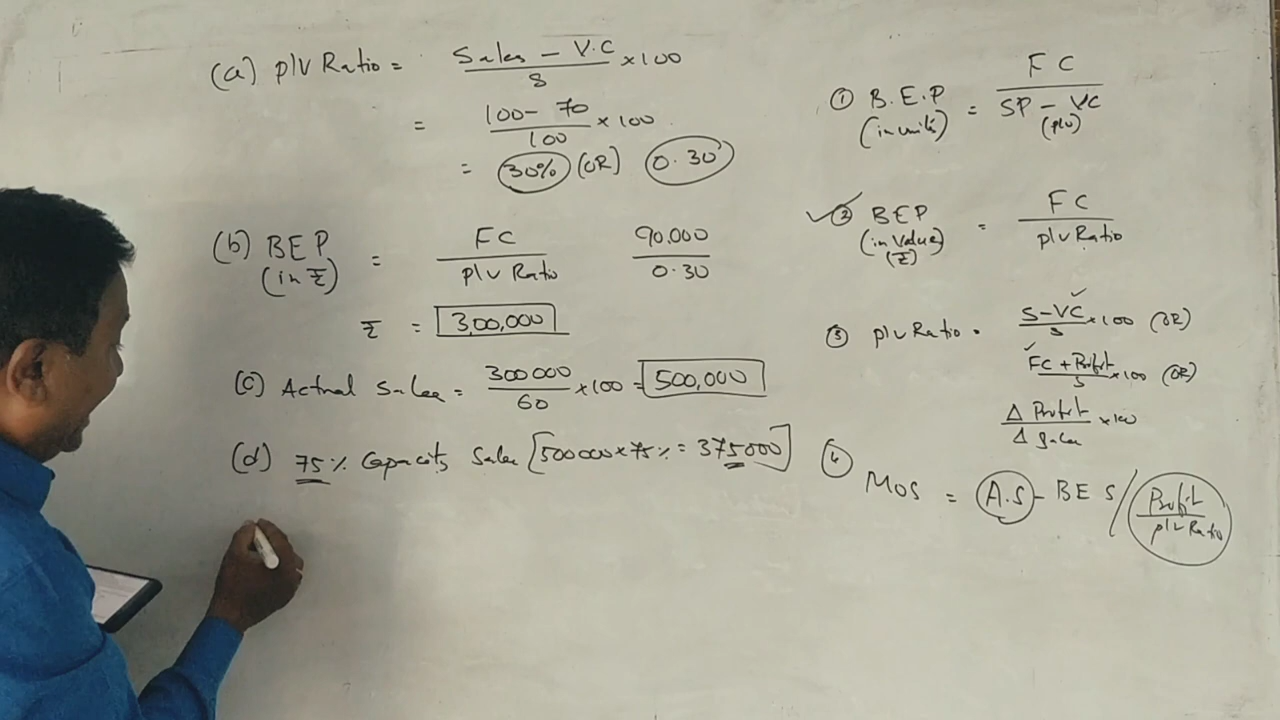 (a) P/V Ratio = Sales - V.C / S × 100
= 100 - 70 / 100 × 100
= 30% (OR) 0.30
(b) BEP (in ₹) = FC / P/V Ratio 90,000 / 0.30
₹ = 3,00,000
(c) Actual Sales = 300000 / 60 × 100 = 500,000
(d) 75% Capacity Sales [500000 × 75% = 375000]
① B.E.P (in units) = FC / SP - VC (p/u)
② BEP (in Value) (₹) = FC / P/V Ratio
③ P/V Ratio = S-VC / S × 100 (OR)
FC + Profit / S × 100 (OR)
Δ Profit / Δ Sales × 100
④ MOS = A.S - BES / Profit / P/V Ratio